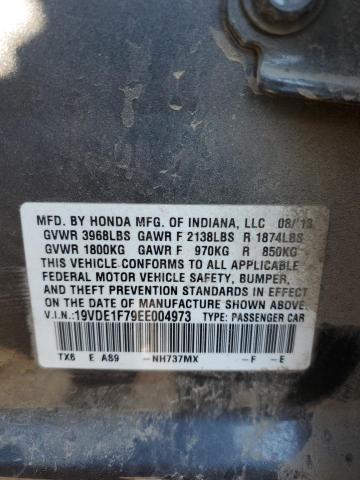 MFD. BY HONDA MFG. OF INDIANA, LLC 08/'13
GVWR 3968LBS GAWR F 2138LBS R 1874LBS
GVWR 1800KG GAWR F 970KG R 850KG
THIS VEHICLE CONFORMS TO ALL APPLICABLE
FEDERAL MOTOR VEHICLE SAFETY, BUMPER,
AND THEFT PREVENTION STANDARDS IN EFFECT
ON THE DATE OF MANUFACTURE SHOWN ABOVE.
V.I.N.:19VDE1F79EE004973 TYPE: PASSENGER CAR
TX6 E AS9 -NH737MX -F -E